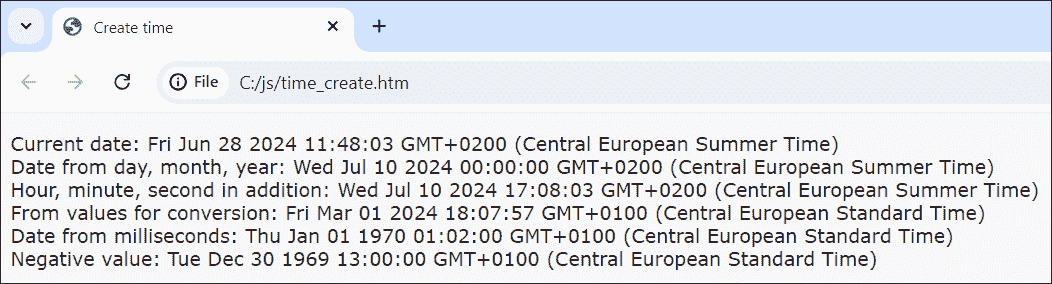 Create time
File C:/js/time_create.htm
Current date: Fri Jun 28 2024 11:48:03 GMT+0200 (Central European Summer Time)
Date from day, month, year: Wed Jul 10 2024 00:00:00 GMT+0200 (Central European Summer Time)
Hour, minute, second in addition: Wed Jul 10 2024 17:08:03 GMT+0200 (Central European Summer Time)
From values for conversion: Fri Mar 01 2024 18:07:57 GMT+0100 (Central European Standard Time)
Date from milliseconds: Thu Jan 01 1970 01:02:00 GMT+0100 (Central European Standard Time)
Negative value: Tue Dec 30 1969 13:00:00 GMT+0100 (Central European Standard Time)